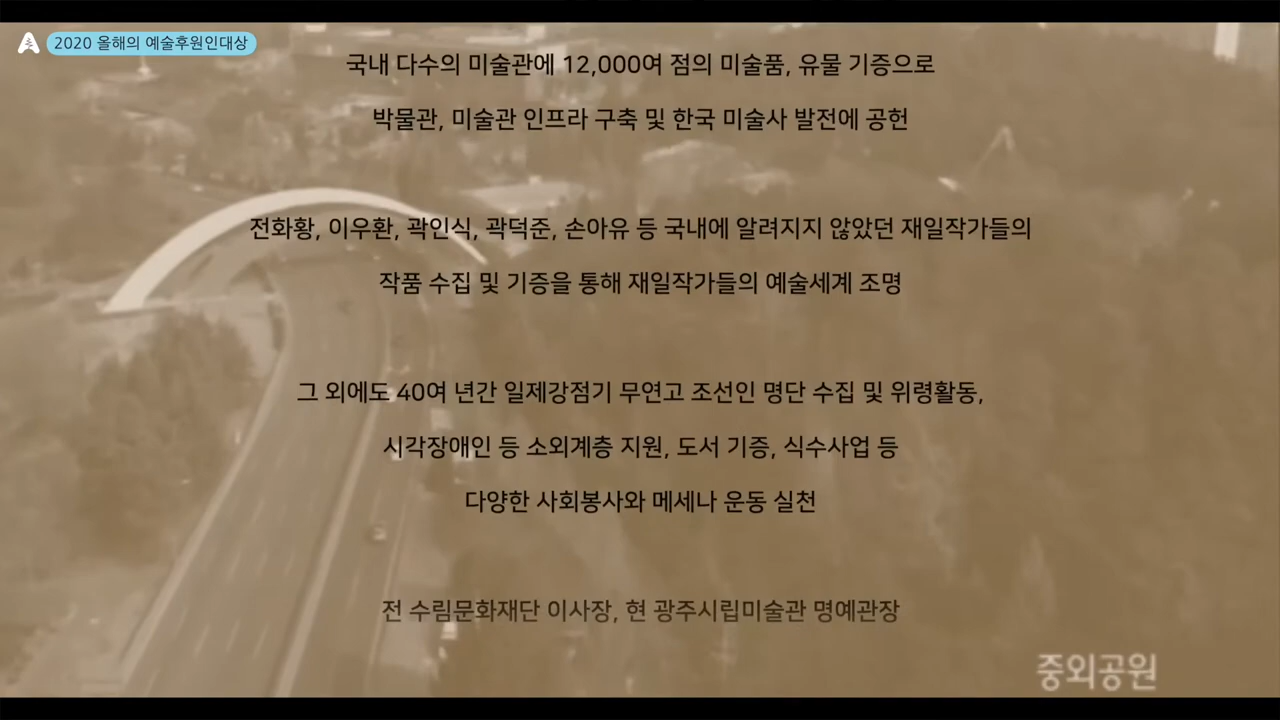 2020 올해의 예술후원인대상
국내 다수의 미술관에 12,000여 점의 미술품, 유물 기증으로
박물관, 미술관 인프라 구축 및 한국 미술사 발전에 공헌
전화황, 이우환, 곽인식, 곽덕준, 손아유 등 국내에 알려지지 않았던 재일작가들의
작품 수집 및 기증을 통해 재일작가들의 예술세계 조명
그 외에도 40여 년간 일제강점기 무연고 조선인 명단 수집 및 위령활동,
시각장애인 등 소외계층 지원, 도서 기증, 식수사업 등
다양한 사회봉사와 메세나 운동 실천
전 수림문화재단 이사장, 현 광주시립미술관 명예관장
중외공원